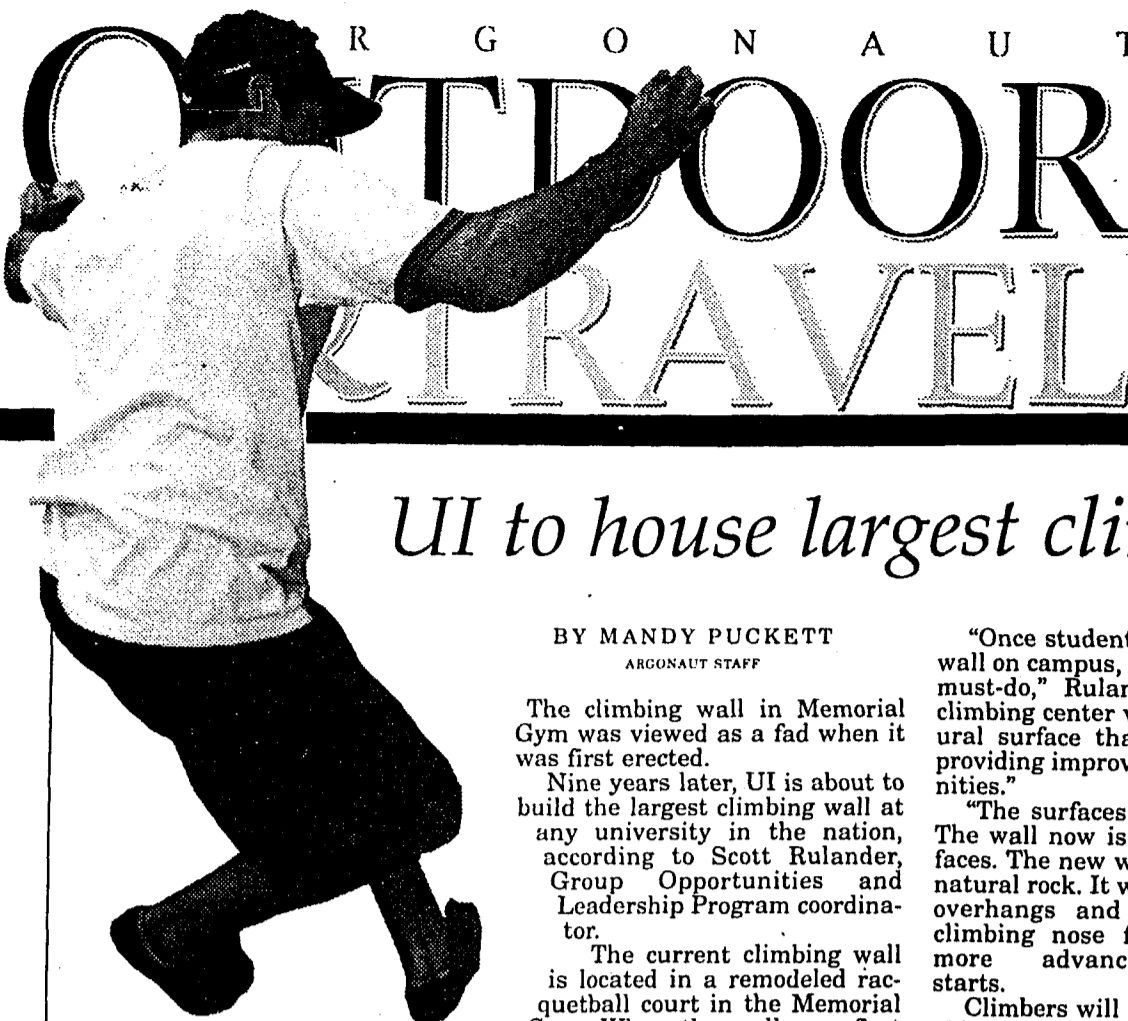 R G O N A U T
OUTDOOR
& TRAVEL
UI to house largest
BY MANDY PUCKETT
ARGONAUT STAFF
The climbing wall in Memorial
Gym was viewed as a fad when it
was first erected.
Nine years later, UI is about to
build the largest climbing wall at
any university in the nation,
according to Scott Rulander,
Group Opportunities and
Leadership Program coordina-
tor.
The current climbing wall
is located in a remodeled rac-
quetball court in the Memorial
“Once student
wall on campus,
must-do,” Rulan
climbing center
ural surface tha
providing improv
nities.”
“The surfaces
The wall now is
faces. The new w
natural rock. It w
overhangs and
climbing nose f
more advanc
starts.
Climbers will